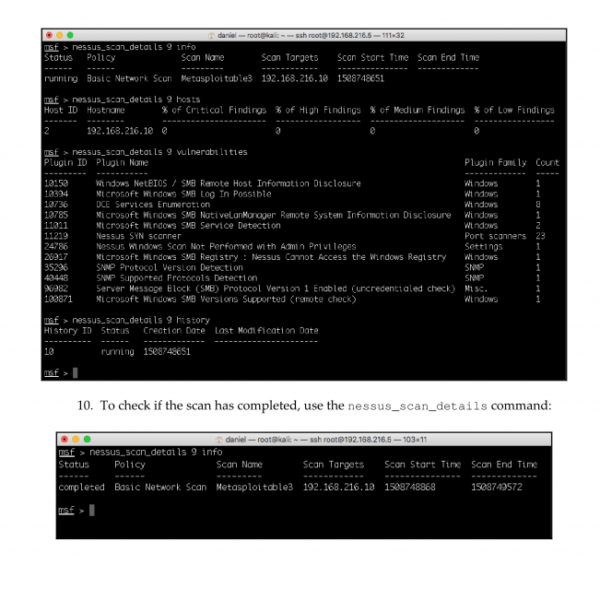 daniel — root@kali: ~ — ssh root@192.168.216.5 — 111×32
msf > nessus_scan_details 9 info
Status Policy Scan Name Scan Targets Scan Start Time Scan End Time
------ ------ --------- ------------ --------------- -------------
running Basic Network Scan Metasploitable3 192.168.216.10 1508748651
msf > nessus_scan_details 9 hosts
Host ID Hostname % of Critical Findings % of High Findings % of Medium Findings % of Low Findings
------- -------- ---------------------- ------------------ -------------------- -----------------
2 192.168.216.10 0 0 0 0
msf > nessus_scan_details 9 vulnerabilities
Plugin ID Plugin Name Plugin Family Count
--------- ----------- ------------- -----
10150 Windows NetBIOS / SMB Remote Host Information Disclosure Windows 1
10394 Microsoft Windows SMB Log In Possible Windows 1
10736 DCE Services Enumeration Windows 8
10785 Microsoft Windows SMB NativeLanManager Remote System Information Disclosure Windows 1
11011 Microsoft Windows SMB Service Detection Windows 2
11219 Nessus SYN scanner Port scanners 23
24786 Nessus Windows Scan Not Performed with Admin Privileges Settings 1
26917 Microsoft Windows SMB Registry : Nessus Cannot Access the Windows Registry Windows 1
35296 SNMP Protocol Version Detection SNMP 1
40448 SNMP Supported Protocols Detection SNMP 1
96982 Server Message Block (SMB) Protocol Version 1 Enabled (uncredentialed check) Misc. 1
100871 Microsoft Windows SMB Versions Supported (remote check) Windows 1
msf > nessus_scan_details 9 history
History ID Status Creation Date Last Modification Date
---------- ------ ------------- ----------------------
10 running 1508748651
msf >
10. To check if the scan has completed, use the nessus_scan_details command:
daniel — root@kali: ~ — ssh root@192.168.216.5 — 103×11
msf > nessus_scan_details 9 info
Status Policy Scan Name Scan Targets Scan Start Time Scan End Time
------ ------ --------- ------------ --------------- -------------
completed Basic Network Scan Metasploitable3 192.168.216.10 1508748868 1508749572
msf >